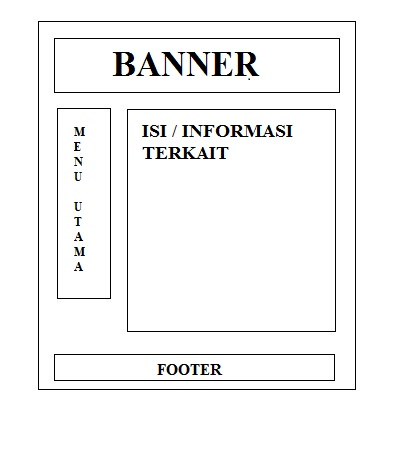 BANNER
MENU UTAMA
ISI / INFORMASI
TERKAIT
FOOTER